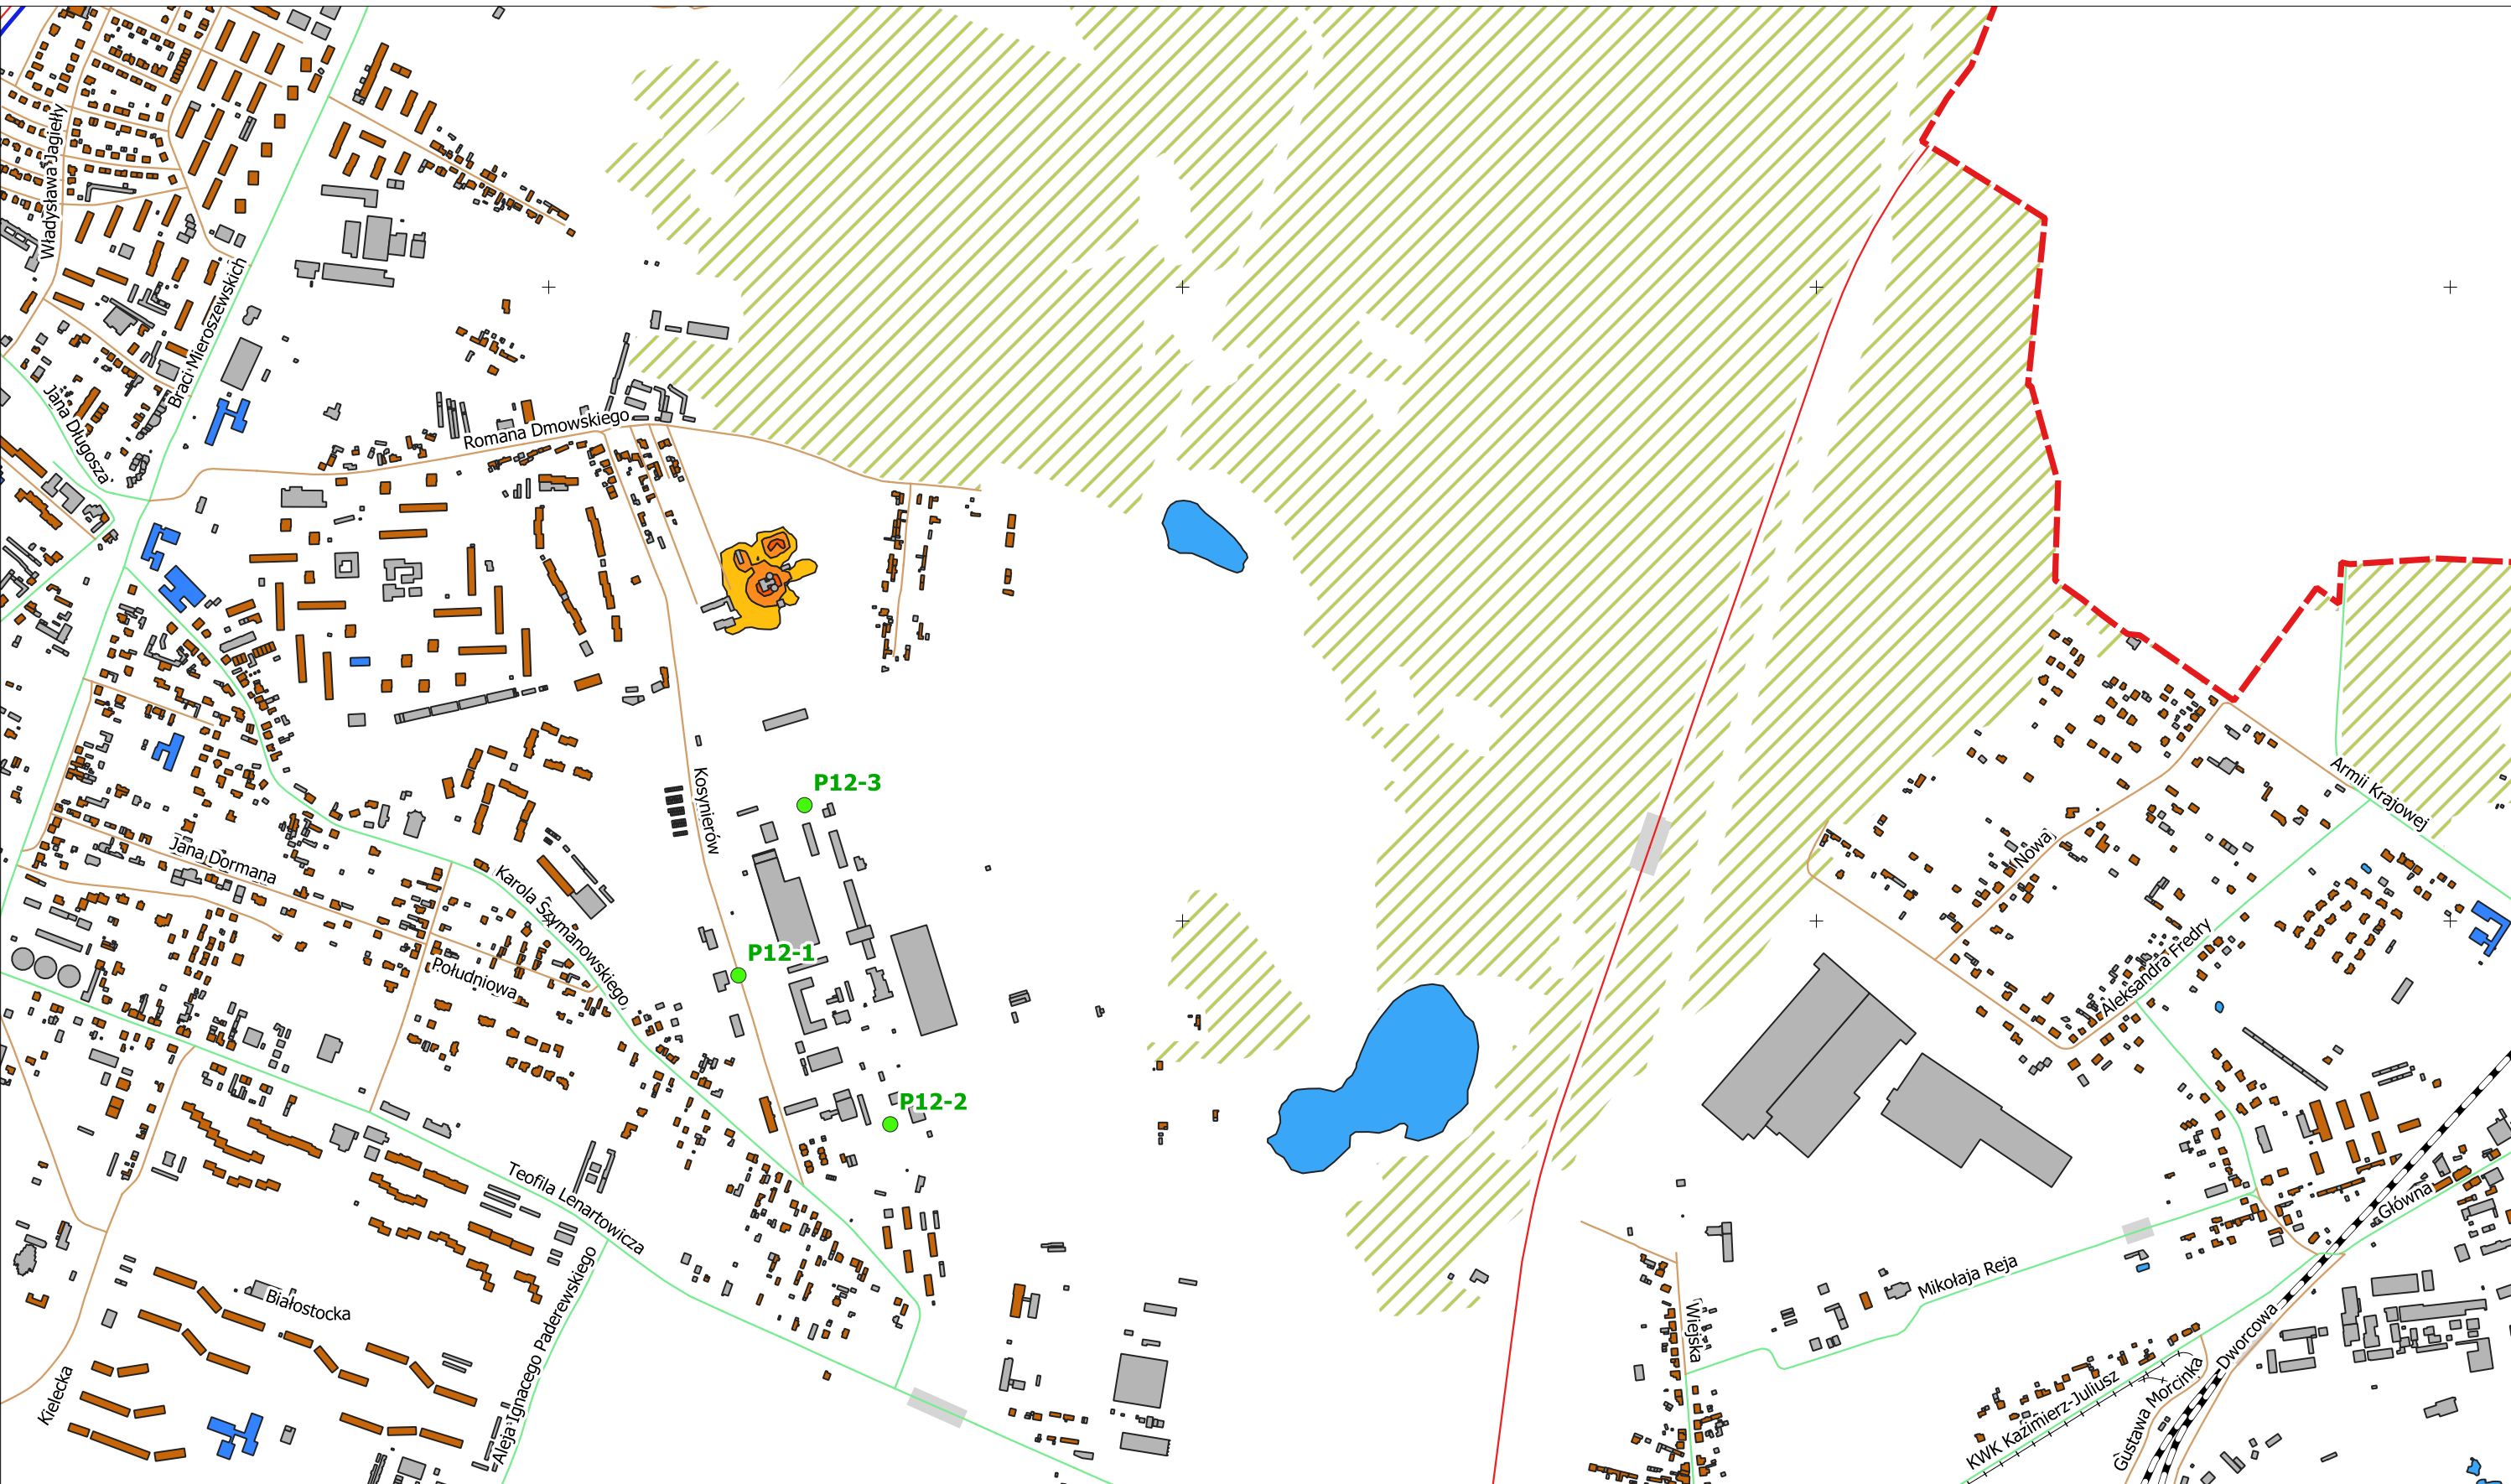 Władysława Jagiełły
Braci Mieroszewskich
Jana Długosza
Romana Dmowskiego
P12-3
Kosynierów
Armii Krajowej
Nowa
Jana Dormana
Karola Szymanowskiego
P12-1
Południowa
Aleksandra Fredry
P12-2
Teofila Lenartowicza
Główna
Mikołaja Reja
Białostocka
Aleja Ignacego Paderewskiego
Wiejska
Dworcowa
Kielecka
KWK Kazimierz-Juliusz
Gustawa Morcinka